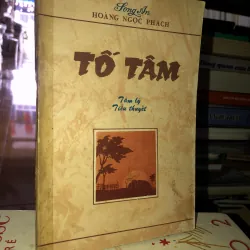 Song An
HOÀNG NGỌC PHÁCH
TỐ TÂM
Tâm lý
Tiểu thuyết